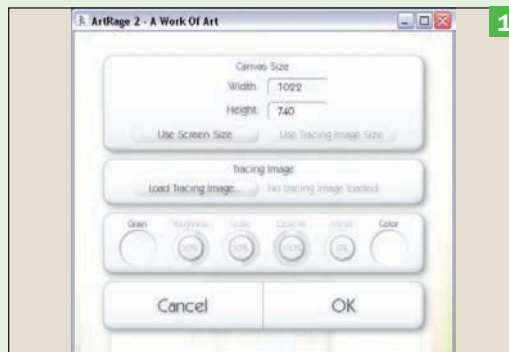 ArtRage 2 - A Work Of Art
1
Canvas Size
Width: 1022
Height: 740
Use Screen Size Use Tracing Image Size
Tracing Image
Load Tracing Image... No tracing image loaded.
Grain Roughness Scale Opacity Metal Color
50% 50% 100% 0%
Cancel OK